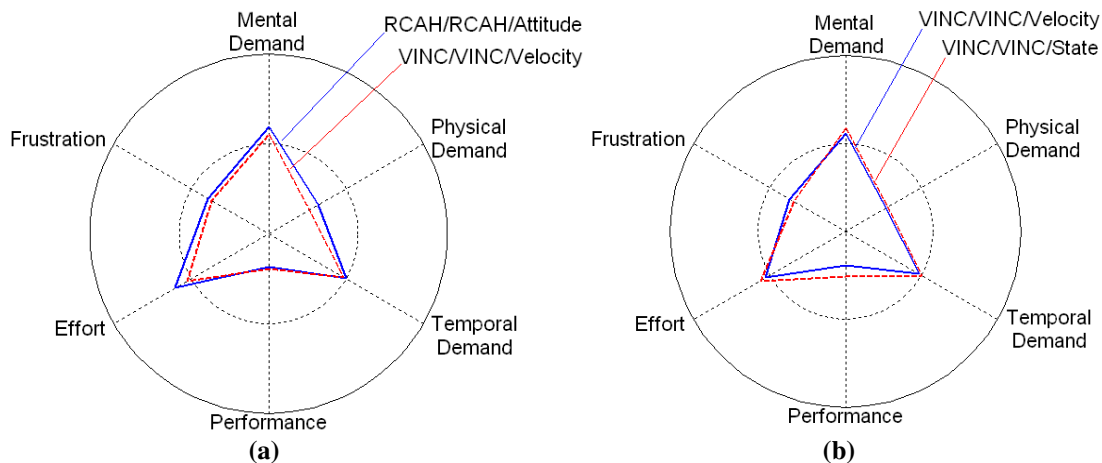 Mental
Demand
RCAH/RCAH/Attitude
VINC/VINC/Velocity
Physical
Demand
Temporal
Demand
Performance
Effort
Frustration
(a)
Mental
Demand
VINC/VINC/Velocity
VINC/VINC/State
Physical
Demand
Temporal
Demand
Performance
Effort
Frustration
(b)